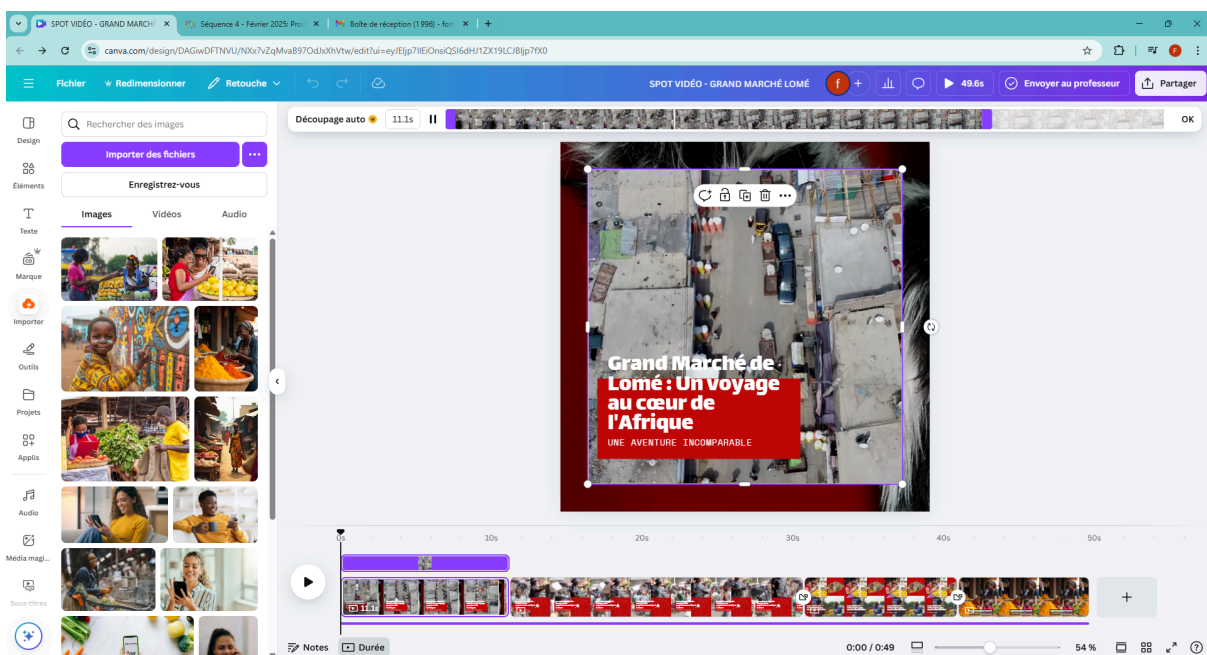 SPOT VIDÉO - GRAND MARCHÉ
Séquence 4 - Février 2025: Proc
Boîte de réception (1 996) - fon
canva.com/design/DAGiwDFTNVU/NXx7vZqMvaB97OdJxXhVtw/edit?ui=eyJEIjp7IlEiOnsiQSI6dHJ1ZX19LCJBIjp7fX0
Fichier
Redimensionner
Retouche
SPOT VIDÉO - GRAND MARCHÉ LOMÉ
f
49.6s
Envoyer au professeur
Partager
Design
Éléments
Texte
Marque
Importer
Outils
Projets
Applis
Audio
Média magi...
Sous-titres
Rechercher des images
Importer des fichiers
Enregistrez-vous
Images Vidéos Audio
Découpage auto
11.1s
OK
Grand Marché de
Lomé : Un voyage
au cœur de
l'Afrique
UNE AVENTURE INCOMPARABLE
0s 10s 20s 30s 40s 50s
11.1s
Notes
Durée
0:00 / 0:49
54 %